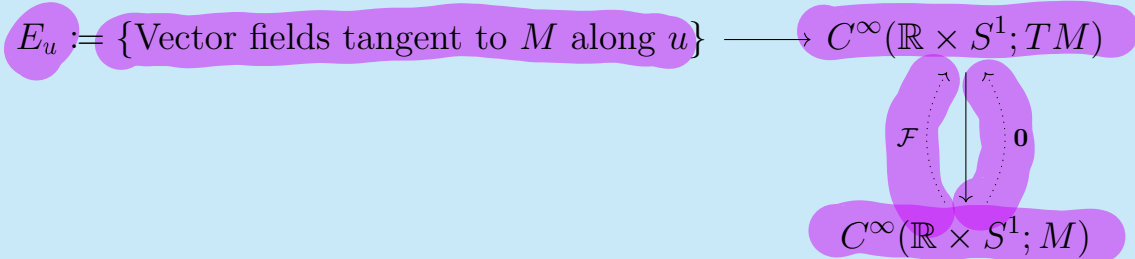 E_u := {Vector fields tangent to M along u} ⟶ C^∞(ℝ × S^1; TM)
𝓕 𝟎
C^∞(ℝ × S^1; M)